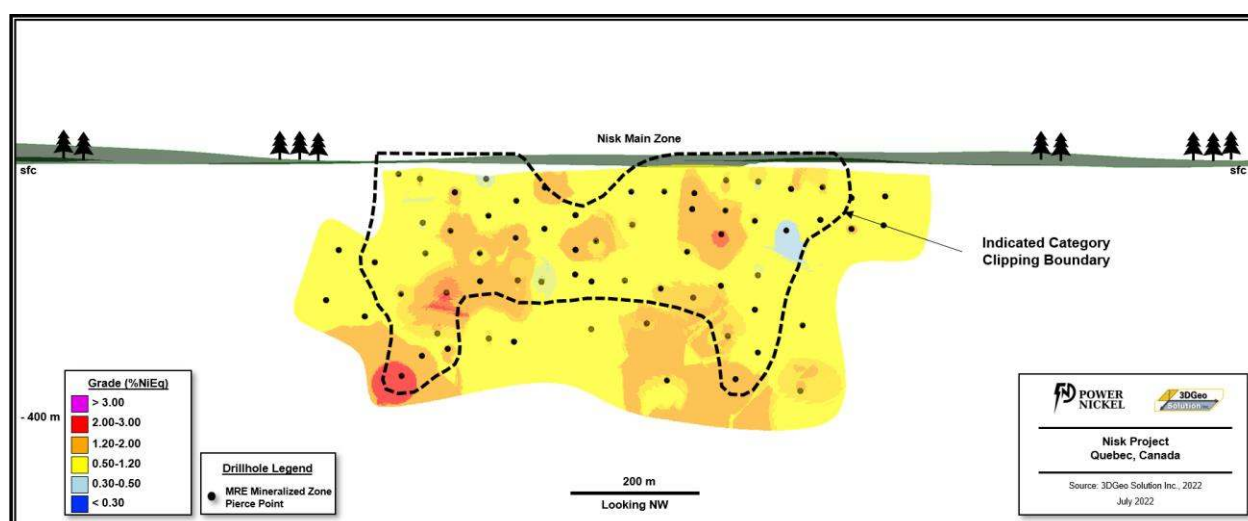 Nisk Main Zone
sfc
sfc
Indicated Category
Clipping Boundary
- 400 m
Grade (%NiEq)
> 3.00
2.00-3.00
1.20-2.00
0.50-1.20
0.30-0.50
< 0.30
Drillhole Legend
MRE Mineralized Zone
Pierce Point
200 m
Looking NW
POWER
NICKEL
3DGeo
Solution
Nisk Project
Quebec, Canada
Source: 3DGeo Solution Inc., 2022
July 2022